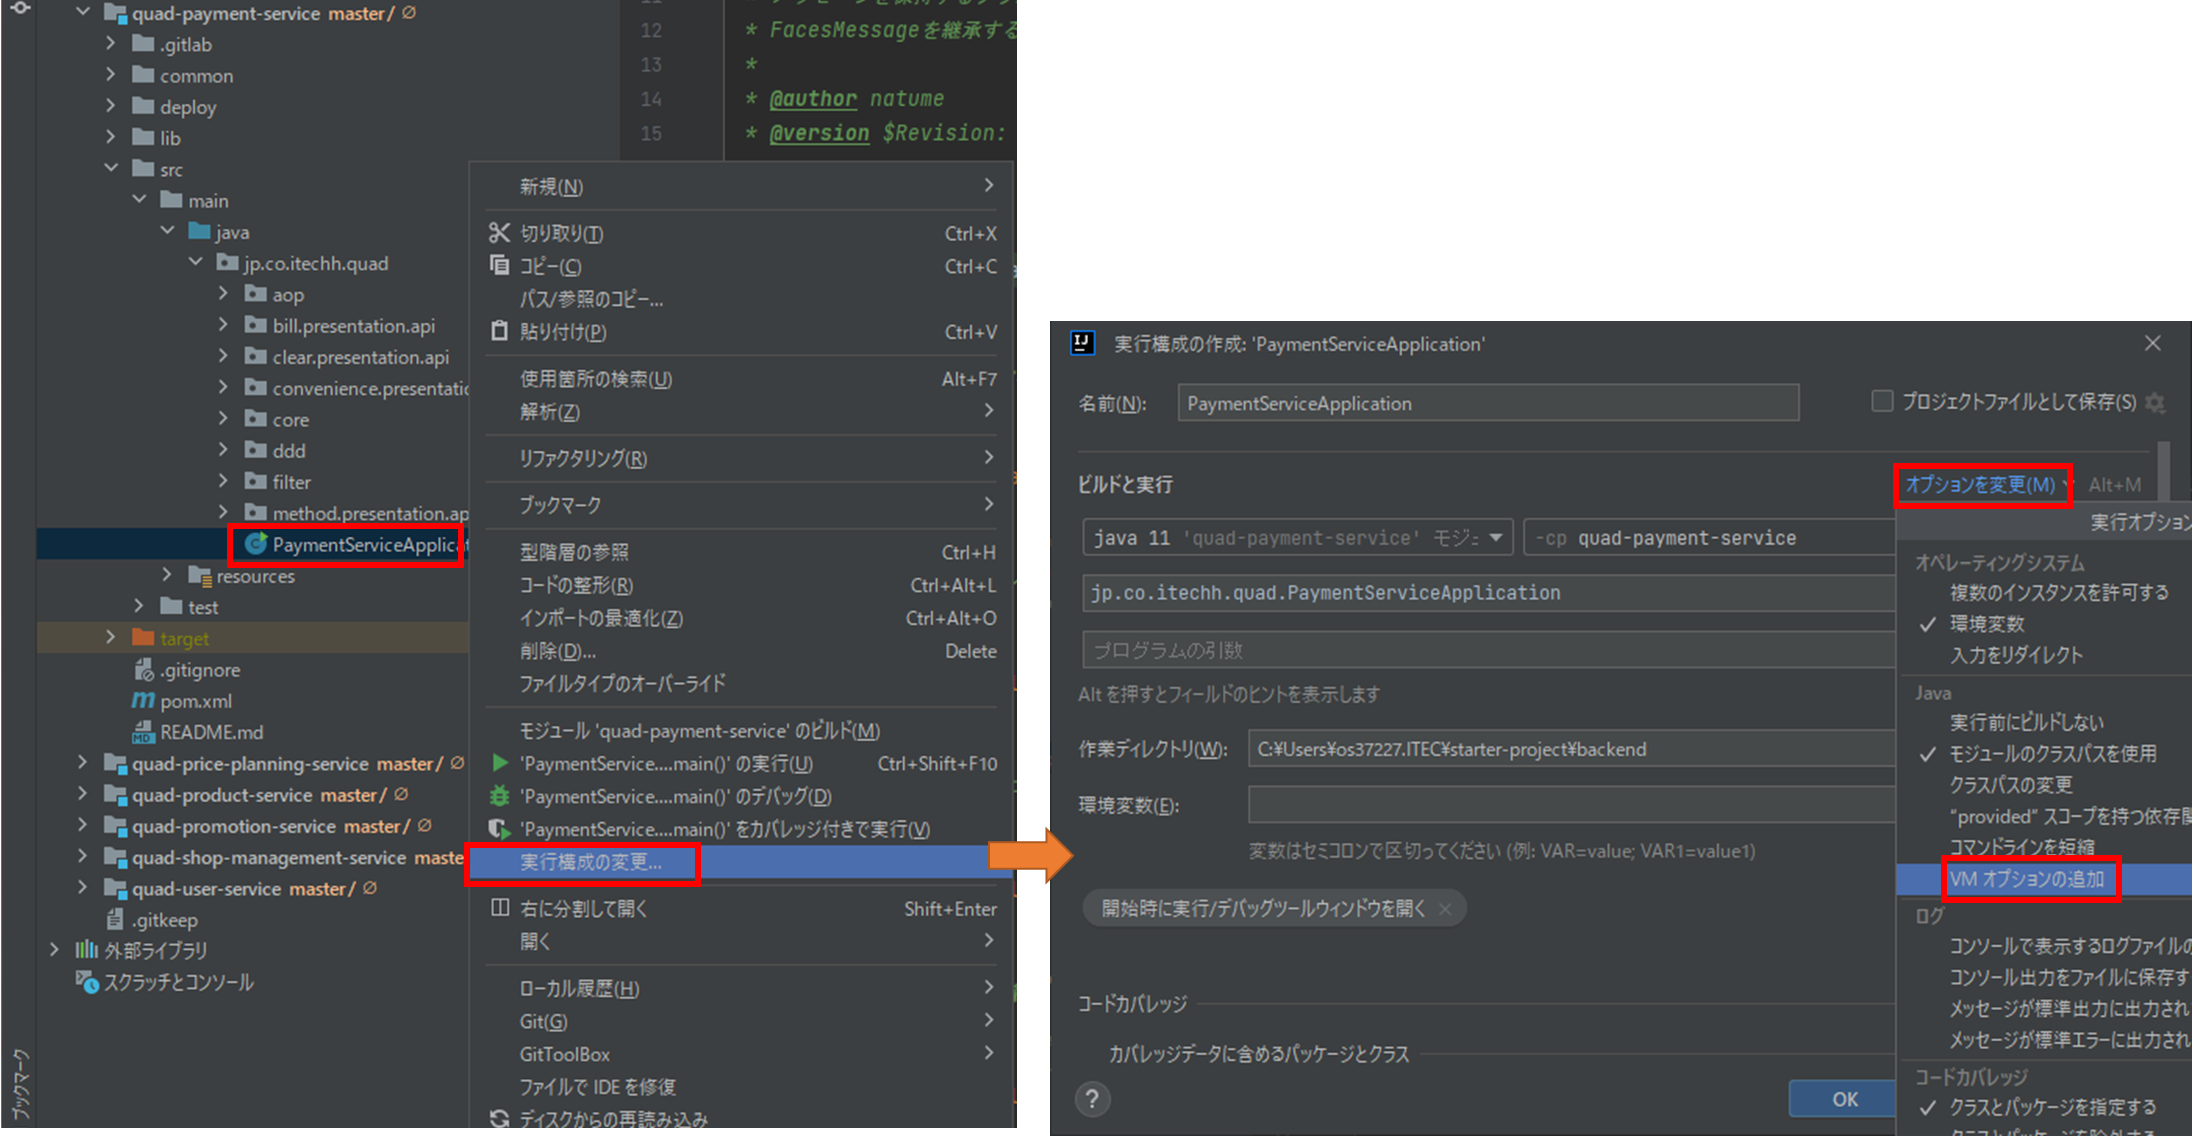 quad-payment-service master/ ∅
.gitlab
common
deploy
lib
src
main
java
jp.co.itechh.quad
aop
bill.presentation.api
clear.presentation.api
convenience.presentatio
core
ddd
filter
method.presentation.ap
PaymentServiceApplicat
resources
test
target
.gitignore
pom.xml
README.md
quad-price-planning-service master/ ∅
quad-product-service master/ ∅
quad-promotion-service master/ ∅
quad-shop-management-service maste
quad-user-service master/ ∅
.gitkeep
外部ライブラリ
スクラッチとコンソール
ブックマーク
12 * FacesMessageを継承する
13 *
14 * @author natume
15 * @version $Revision:
新規(N)
切り取り(T) Ctrl+X
コピー(C) Ctrl+C
パス/参照のコピー...
貼り付け(P) Ctrl+V
使用箇所の検索(U) Alt+F7
解析(Z)
リファクタリング(R)
ブックマーク
型階層の参照 Ctrl+H
コードの整形(R) Ctrl+Alt+L
インポートの最適化(Z) Ctrl+Alt+O
削除(D)... Delete
ファイルタイプのオーバーライド
モジュール 'quad-payment-service' のビルド(M)
'PaymentService....main()' の実行(U) Ctrl+Shift+F10
'PaymentService....main()' のデバッグ(D)
'PaymentService....main()' をカバレッジ付きで実行(V)
実行構成の変更...
右に分割して開く Shift+Enter
開く
ローカル履歴(H)
Git(G)
GitToolBox
ファイルで IDE を修復
ディスクからの再読み込み
実行構成の作成: 'PaymentServiceApplication'
名前(N): PaymentServiceApplication プロジェクトファイルとして保存(S)
ビルドと実行 オプションを変更(M) Alt+M
java 11 'quad-payment-service' モジュ -cp quad-payment-service
jp.co.itechh.quad.PaymentServiceApplication
プログラムの引数
Alt を押すとフィールドのヒントを表示します
作業ディレクトリ(W): C:¥Users¥os37227.ITEC¥starter-project¥backend
環境変数(E):
変数はセミコロンで区切ってください (例: VAR=value; VAR1=value1)
開始時に実行/デバッグツールウィンドウを開く
コードカバレッジ
カバレッジデータに含めるパッケージとクラス
? OK
実行オプション
オペレーティングシステム
複数のインスタンスを許可する
環境変数
入力をリダイレクト
Java
実行前にビルドしない
モジュールのクラスパスを使用
クラスパスの変更
"provided" スコープを持つ依存関
コマンドラインを短縮
VM オプションの追加
ログ
コンソールで表示するログファイルの
コンソール出力をファイルに保存す
メッセージが標準出力に出力され
メッセージが標準エラーに出力され
コードカバレッジ
クラスとパッケージを指定する